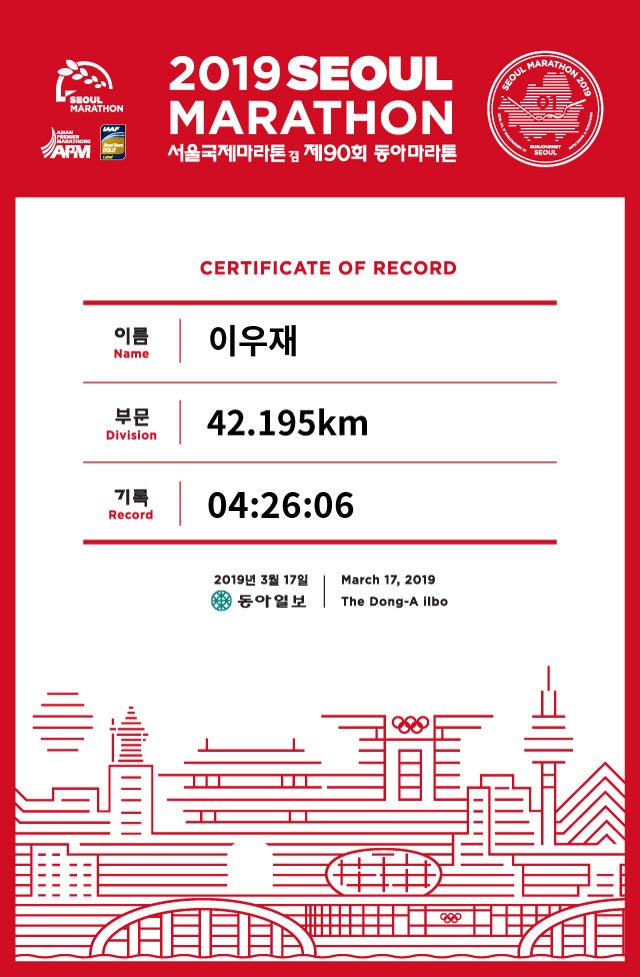 2019 SEOUL
MARATHON
서울국제마라톤 겸 제90회 동아마라톤
SEOUL
MARATHON
ASIAN
PREMIER
MARATHONS
APM
IAAF
Road Race
GOLD
Label
SEOUL MARATHON 2019
01
RUNJOURNEY
SEOUL
CERTIFICATE OF RECORD
이름
Name
이우재
부문
Division
42.195km
기록
Record
04:26:06
2019년 3월 17일
동아일보
March 17, 2019
The Dong-A ilbo